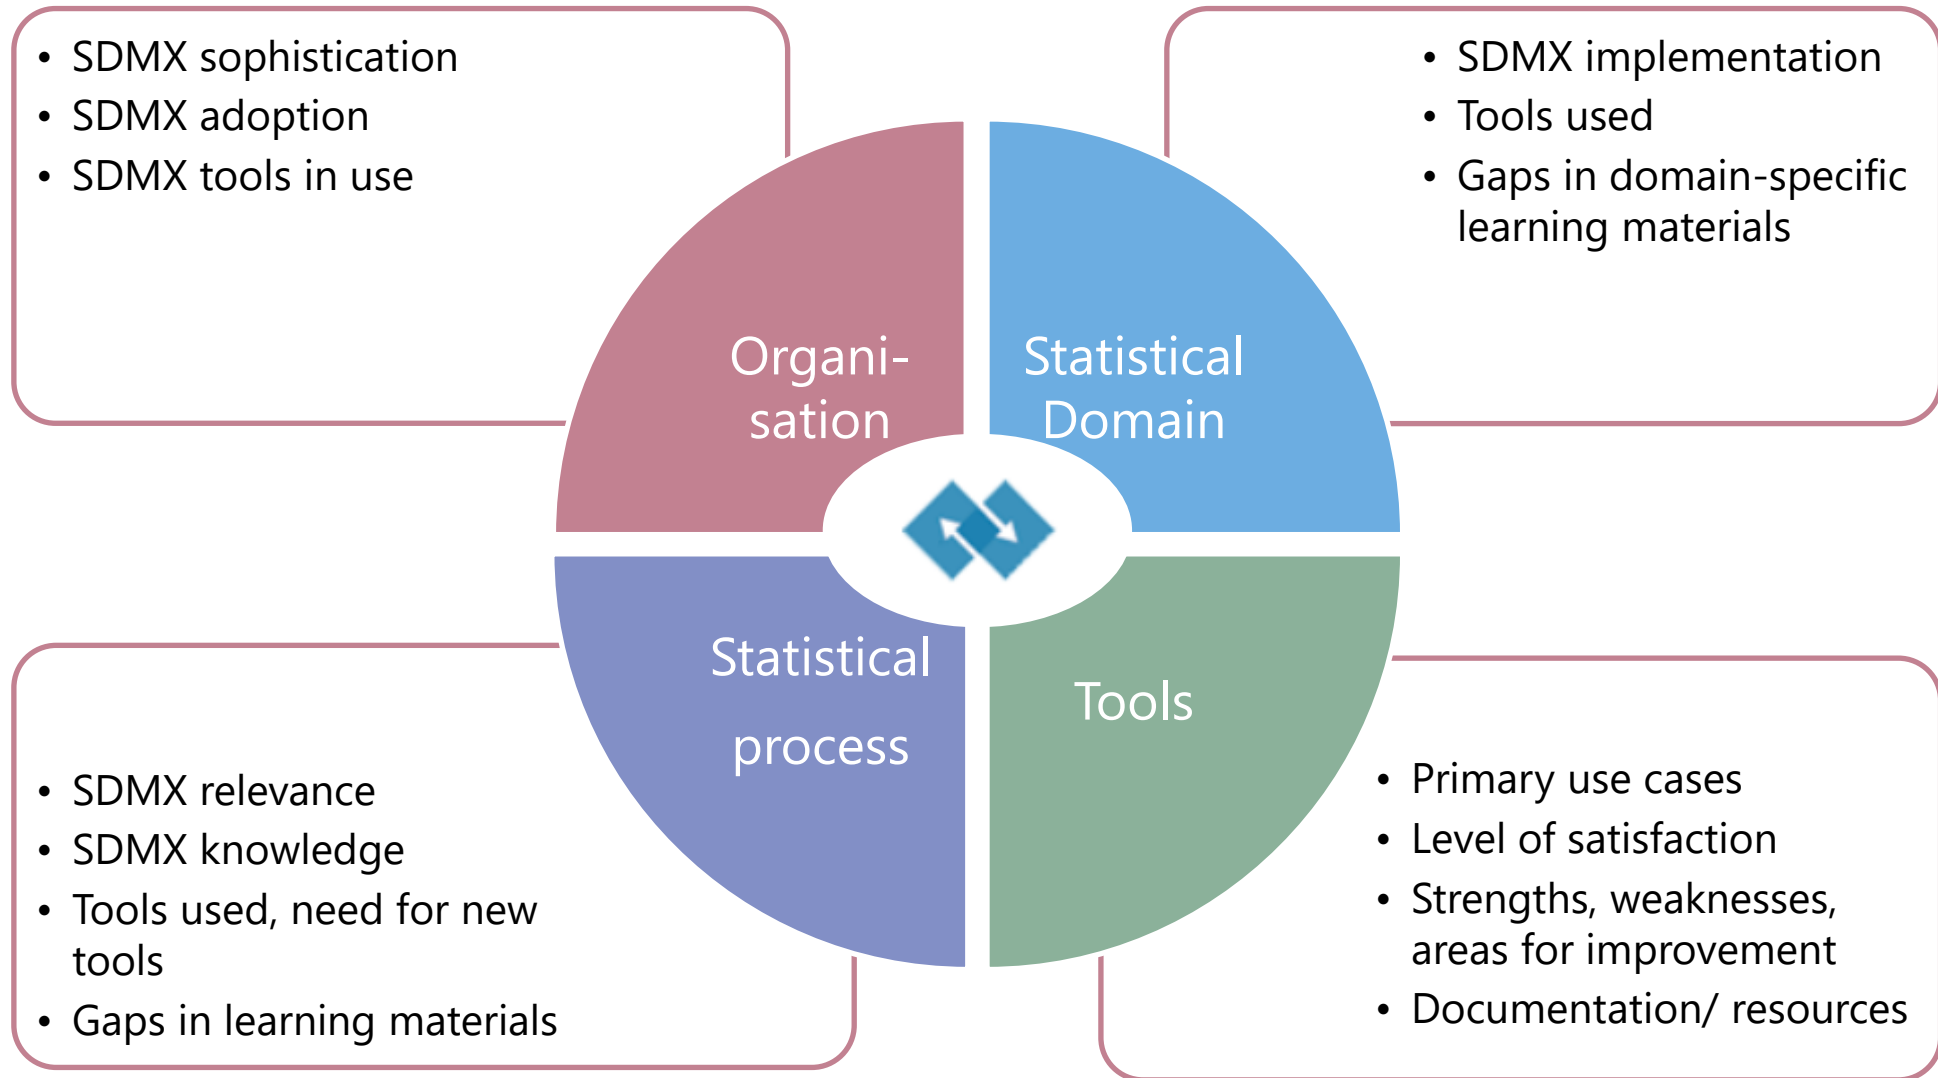 • SDMX sophistication
• SDMX adoption
• SDMX tools in use
• SDMX implementation
• Tools used
• Gaps in domain-specific
learning materials
Organi-
sation
Statistical
Domain
Statistical
process
Tools
• SDMX relevance
• SDMX knowledge
• Tools used, need for new
tools
• Gaps in learning materials
• Primary use cases
• Level of satisfaction
• Strengths, weaknesses,
areas for improvement
• Documentation/ resources